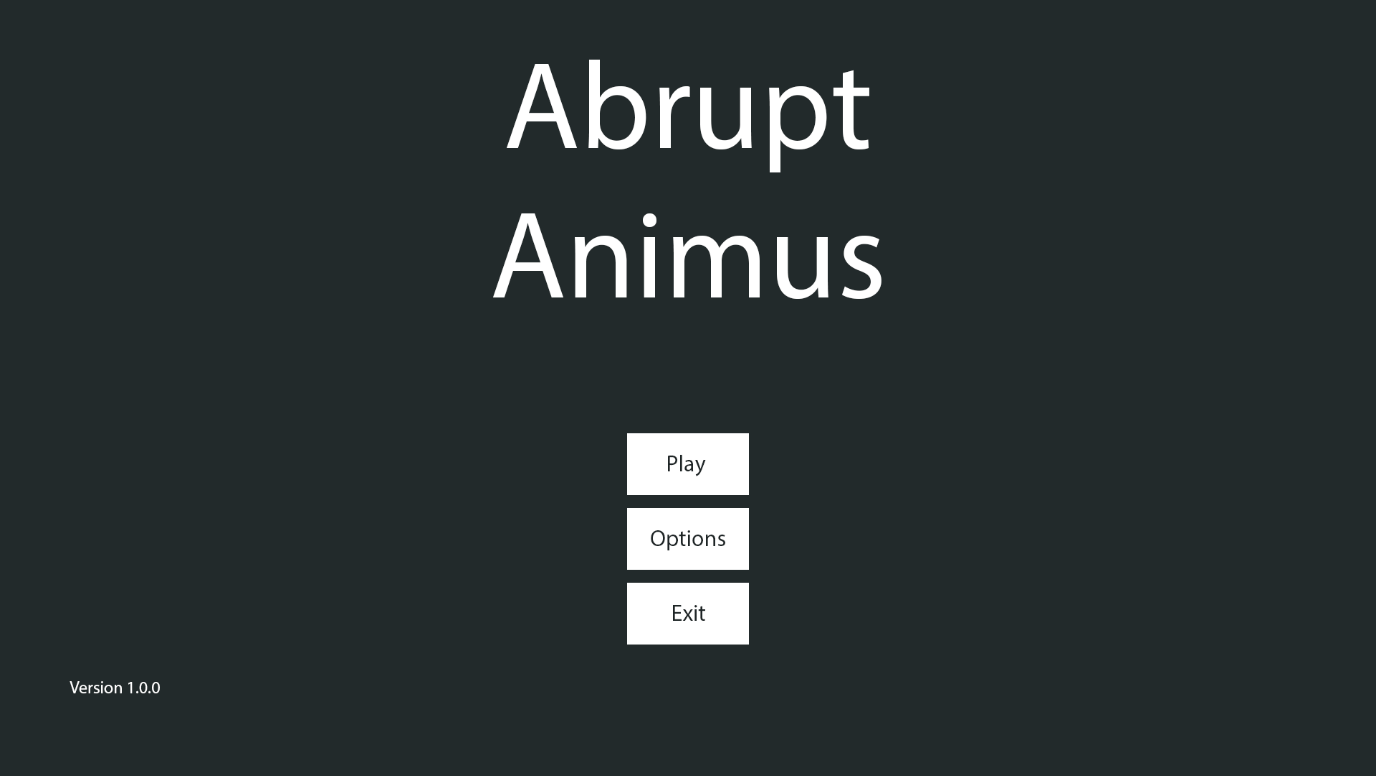 Abrupt
Animus
Play
Options
Exit
Version 1.0.0